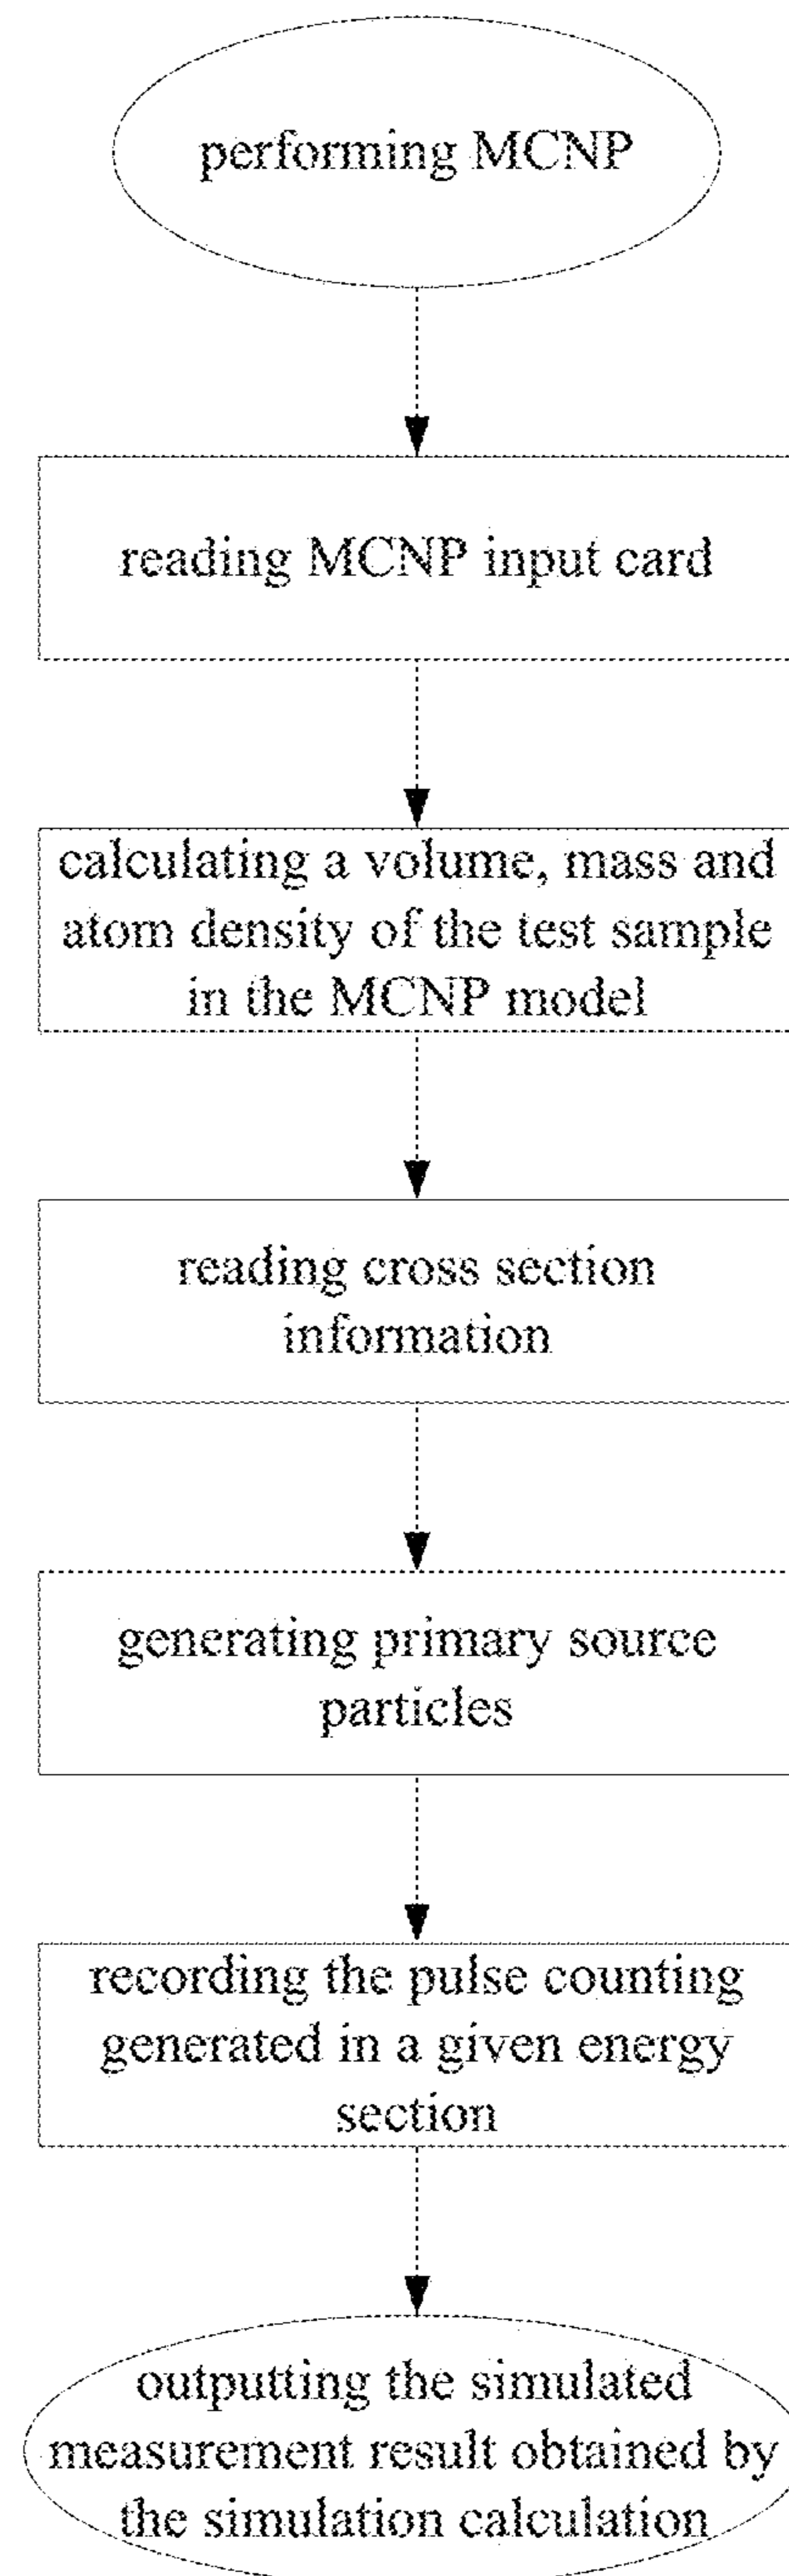 performing MCNP
reading MCNP input card
calculating a volume, mass and
atom density of the test sample
in the MCNP model
reading cross section
information
generating primary source
particles
recording the pulse counting
generated in a given energy
section
outputting the simulated
measurement result obtained by
the simulation calculation